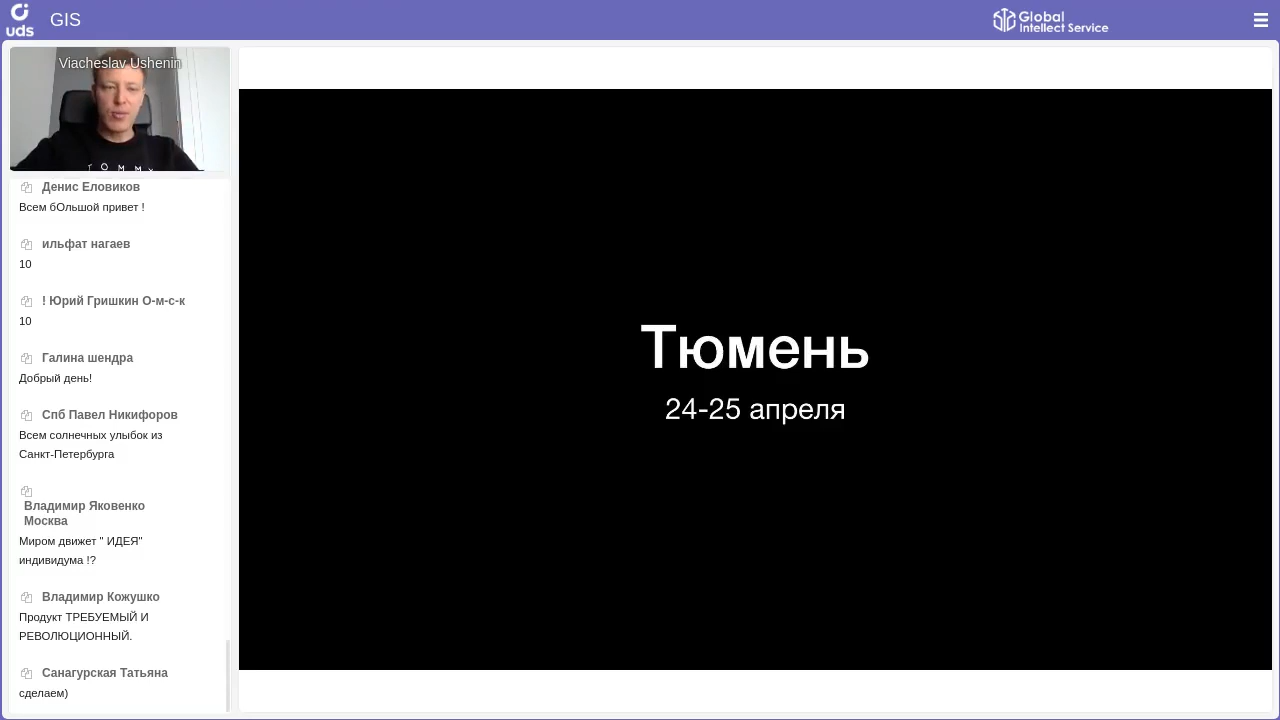 uds
GIS
Global
Intellect Service
Viacheslav Ushenin
TOMMY
Денис Еловиков
Всем бОльшой привет !
ильфат нагаев
10
! Юрий Гришкин О-м-с-к
10
Галина шендра
Добрый день!
Спб Павел Никифоров
Всем солнечных улыбок из
Санкт-Петербурга
Владимир Яковенко
Москва
Миром движет " ИДЕЯ"
индивидума !?
Владимир Кожушко
Продукт ТРЕБУЕМЫЙ И
РЕВОЛЮЦИОННЫЙ.
Санагурская Татьяна
сделаем)
Тюмень
24-25 апреля